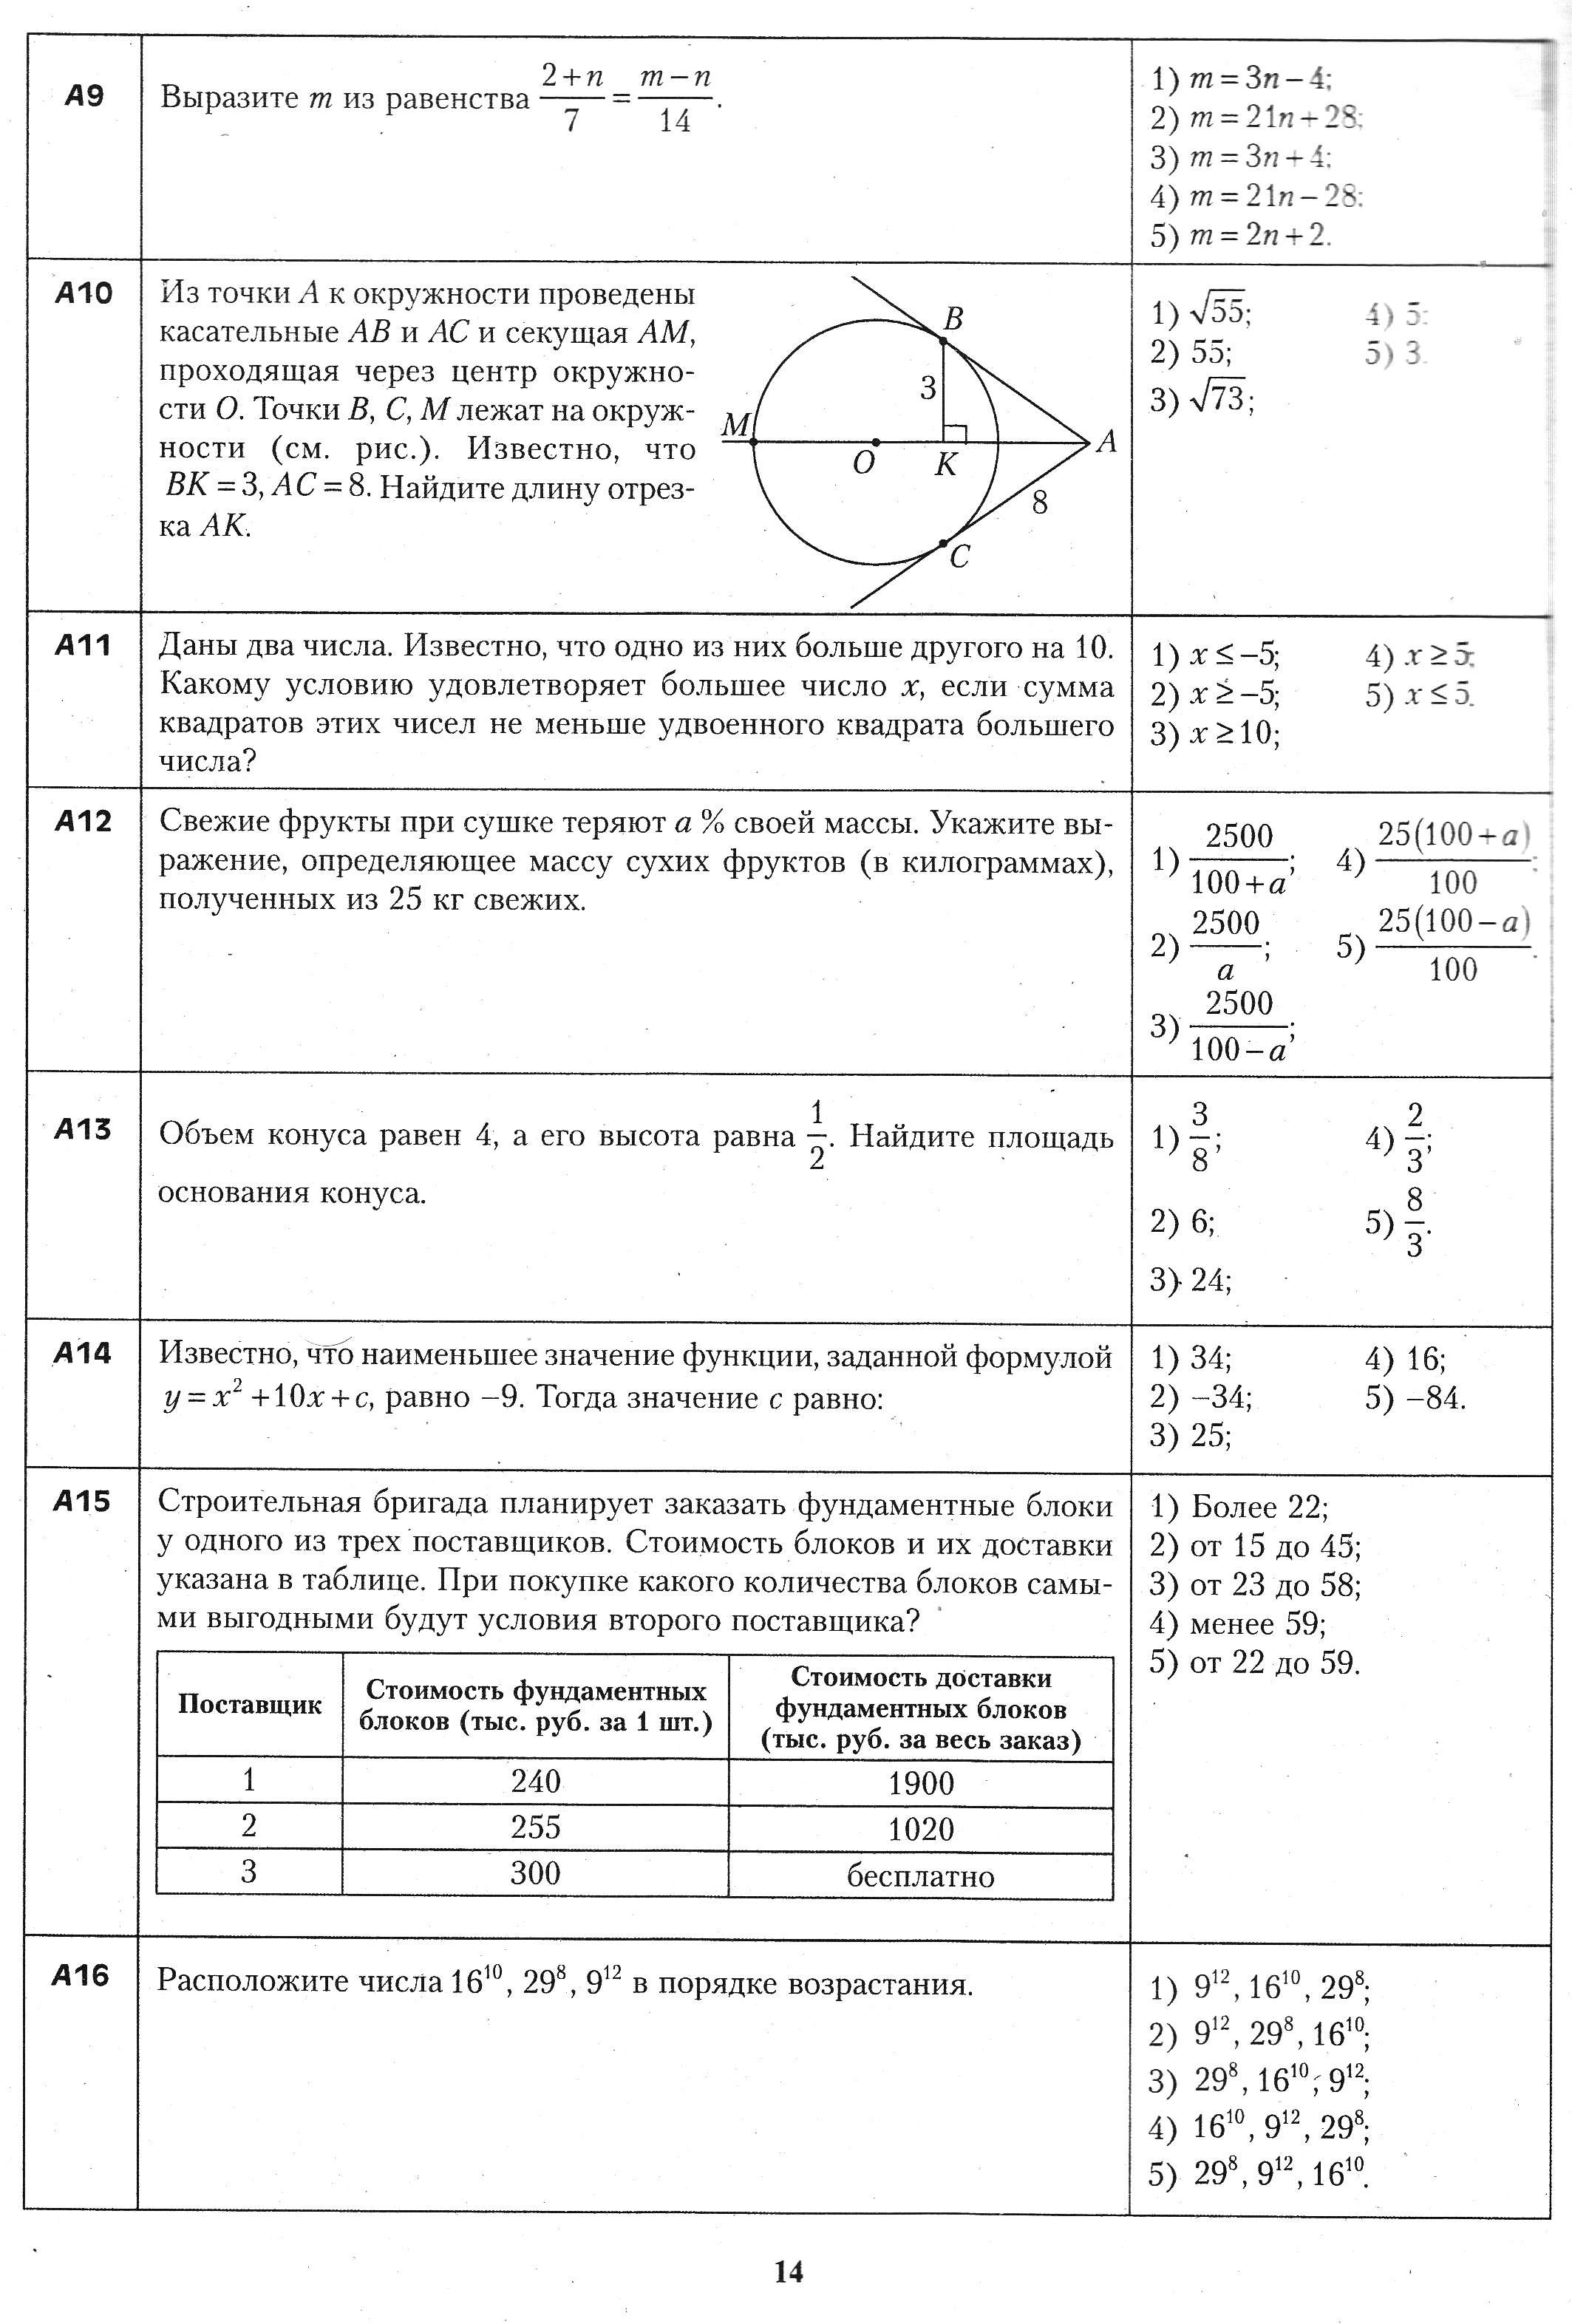 А9
Выразите m из равенства (2+n)/7 = (m−n)/14.
1) m = 3n − 4;
2) m = 21n + 28;
3) m = 3n + 4;
4) m = 21n − 28;
5) m = 2n + 2.
А10
Из точки A к окружности проведены
касательные AB и AC и секущая AM,
проходящая через центр окружно-
сти O. Точки B, C, M лежат на окруж-
ности (см. рис.). Известно, что
BK = 3, AC = 8. Найдите длину отрез-
ка AK.
B
3
M
O
K
A
8
C
1) √55; 4) 5;
2) 55; 5) 3.
3) √73;
А11
Даны два числа. Известно, что одно из них больше другого на 10.
Какому условию удовлетворяет большее число x, если сумма
квадратов этих чисел не меньше удвоенного квадрата большего
числа?
1) x ≤ −5; 4) x ≥ 5;
2) x ≥ −5; 5) x ≤ 5.
3) x ≥ 10;
А12
Свежие фрукты при сушке теряют a % своей массы. Укажите вы-
ражение, определяющее массу сухих фруктов (в килограммах),
полученных из 25 кг свежих.
1) 2500/(100+a); 4) 25(100+a)/100;
2) 2500/a; 5) 25(100−a)/100.
3) 2500/(100−a);
А13
Объем конуса равен 4, а его высота равна 1/2. Найдите площадь
основания конуса.
1) 3/8; 4) 2/3;
2) 6; 5) 8/3.
3) 24;
А14
Известно, что наименьшее значение функции, заданной формулой
y = x² + 10x + c, равно −9. Тогда значение c равно:
1) 34; 4) 16;
2) −34; 5) −84.
3) 25;
А15
Строительная бригада планирует заказать фундаментные блоки
у одного из трех поставщиков. Стоимость блоков и их доставки
указана в таблице. При покупке какого количества блоков самы-
ми выгодными будут условия второго поставщика?
Поставщик
Стоимость фундаментных
блоков (тыс. руб. за 1 шт.)
Стоимость доставки
фундаментных блоков
(тыс. руб. за весь заказ)
1 240 1900
2 255 1020
3 300 бесплатно
1) Более 22;
2) от 15 до 45;
3) от 23 до 58;
4) менее 59;
5) от 22 до 59.
А16
Расположите числа 16¹⁰, 29⁸, 9¹² в порядке возрастания.
1) 9¹², 16¹⁰, 29⁸;
2) 9¹², 29⁸, 16¹⁰;
3) 29⁸, 16¹⁰, 9¹²;
4) 16¹⁰, 9¹², 29⁸;
5) 29⁸, 9¹², 16¹⁰.
14